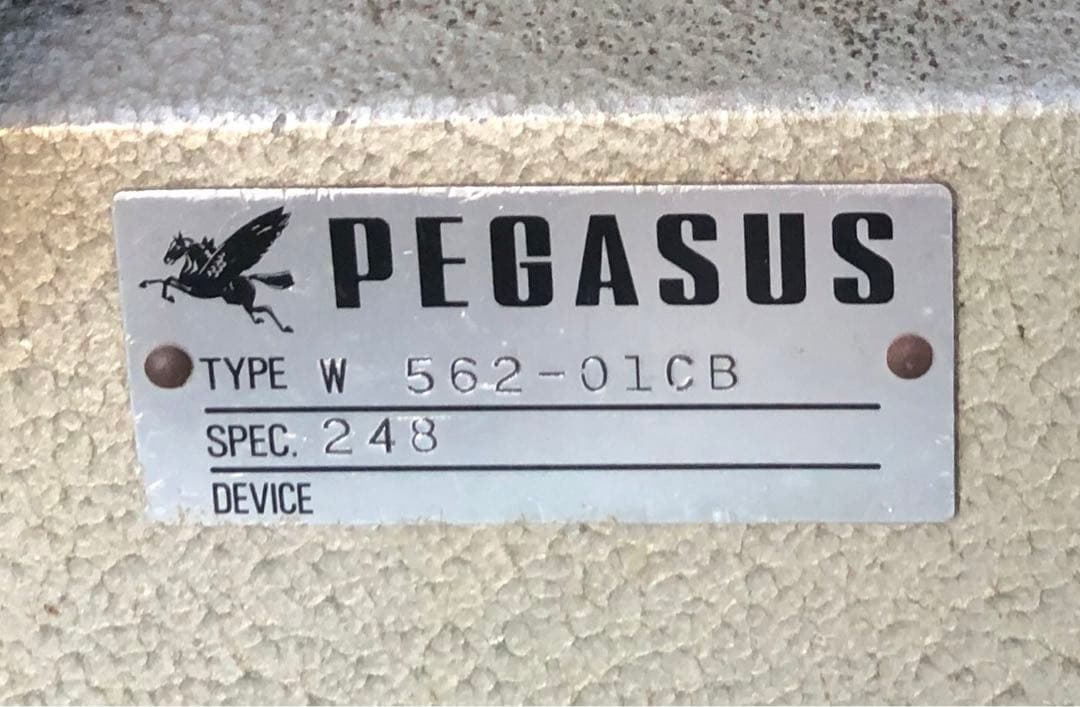 PEGASUS
TYPE W 562-01CB
SPEC. 248
DEVICE